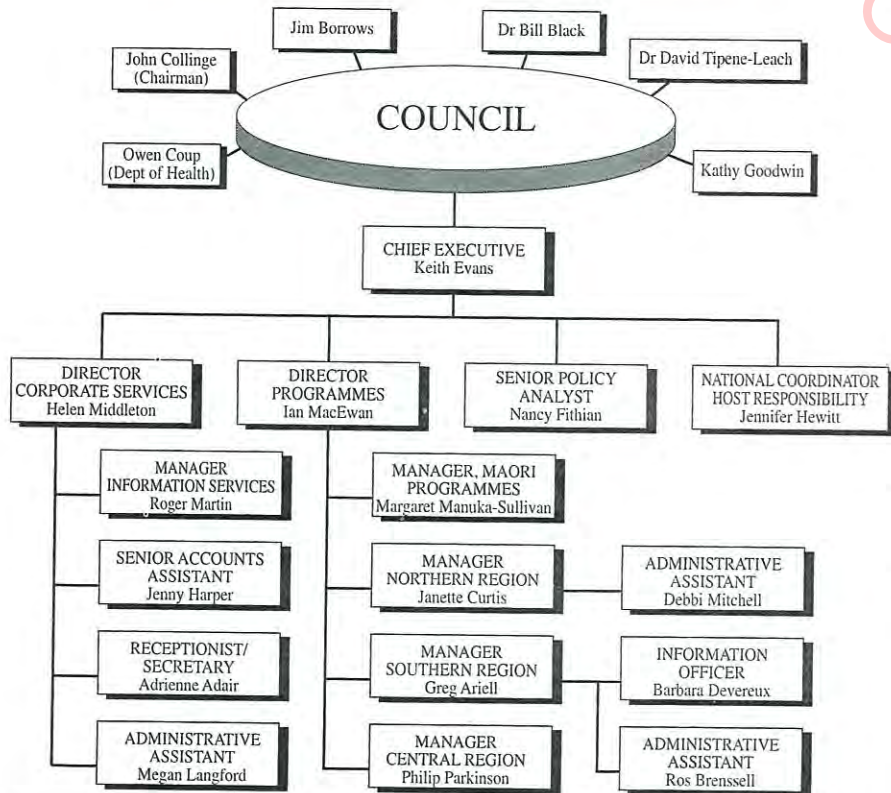 Jim Borrows
Dr Bill Black
John Collinge
(Chairman)
Dr David Tipene-Leach
COUNCIL
Owen Coup
(Dept of Health)
Kathy Goodwin
CHIEF EXECUTIVE
Keith Evans
DIRECTOR
CORPORATE SERVICES
Helen Middleton
DIRECTOR
PROGRAMMES
Ian MacEwan
SENIOR POLICY
ANALYST
Nancy Fithian
NATIONAL COORDINATOR
HOST RESPONSIBILITY
Jennifer Hewitt
MANAGER
INFORMATION SERVICES
Roger Martin
MANAGER, MAORI
PROGRAMMES
Margaret Manuka-Sullivan
SENIOR ACCOUNTS
ASSISTANT
Jenny Harper
MANAGER
NORTHERN REGION
Janette Curtis
ADMINISTRATIVE
ASSISTANT
Debbi Mitchell
RECEPTIONIST/
SECRETARY
Adrienne Adair
MANAGER
SOUTHERN REGION
Greg Ariell
INFORMATION
OFFICER
Barbara Devereux
ADMINISTRATIVE
ASSISTANT
Megan Langford
MANAGER
CENTRAL REGION
Philip Parkinson
ADMINISTRATIVE
ASSISTANT
Ros Brenssell